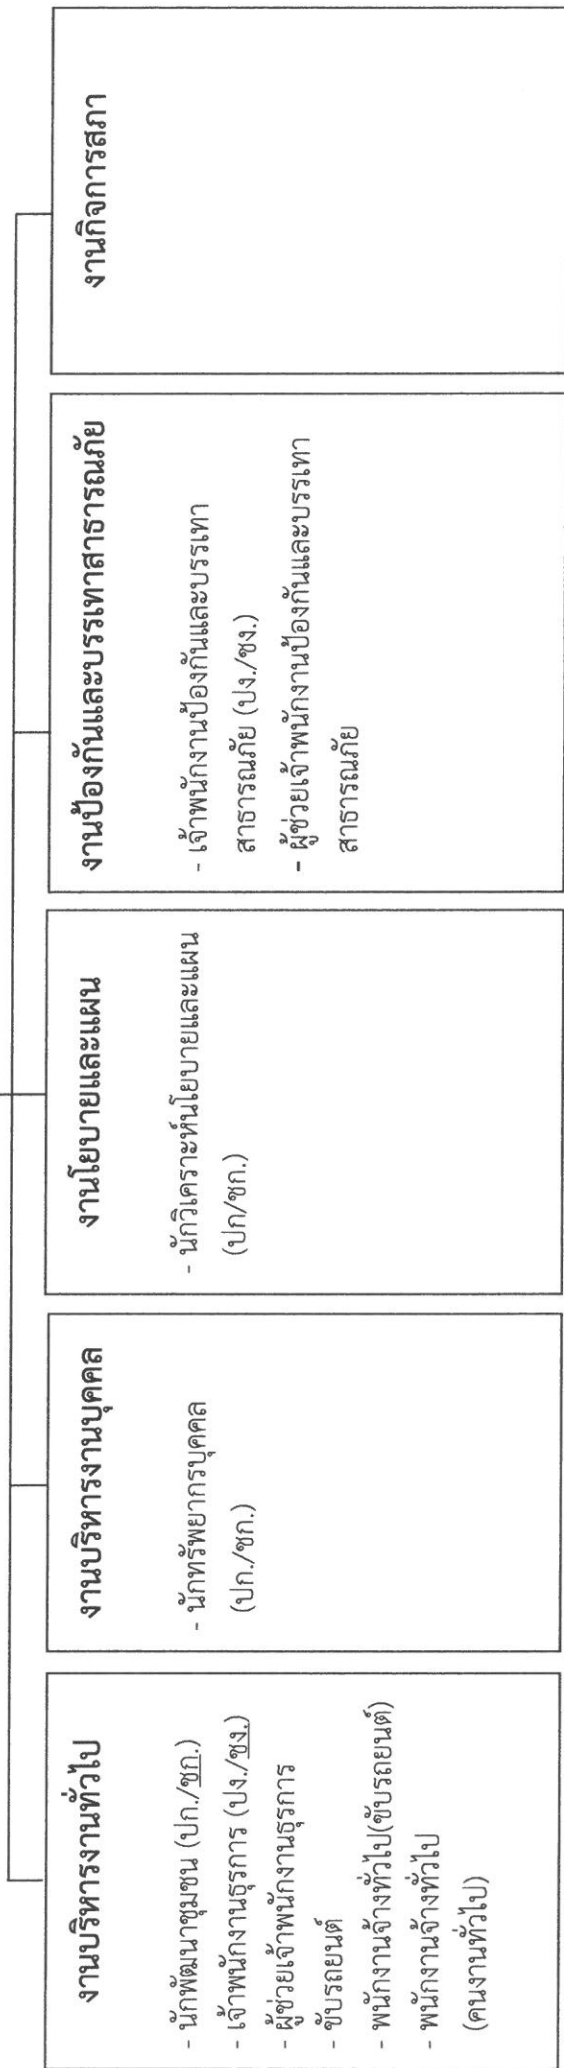 งานบริหารงานทั่วไป
- นักพัฒนาชุมชน (ปก./ชก.)
- เจ้าพนักงานธุรการ (ปง./ชง.)
- ผู้ช่วยเจ้าพนักงานธุรการ
- ขับรถยนต์
- พนักงานจ้างทั่วไป(ขับรถยนต์)
- พนักงานจ้างทั่วไป
(คนงานทั่วไป)
งานบริหารงานบุคคล
- นักทรัพยากรบุคคล
(ปก./ชก.)
งานนโยบายและแผน
- นักวิเคราะห์นโยบายและแผน
(ปก/ชก.)
งานป้องกันและบรรเทาสาธารณภัย
- เจ้าพนักงานป้องกันและบรรเทา
สาธารณภัย (ปง./ชง.)
- ผู้ช่วยเจ้าพนักงานป้องกันและบรรเทา
สาธารณภัย
งานกิจการสภา